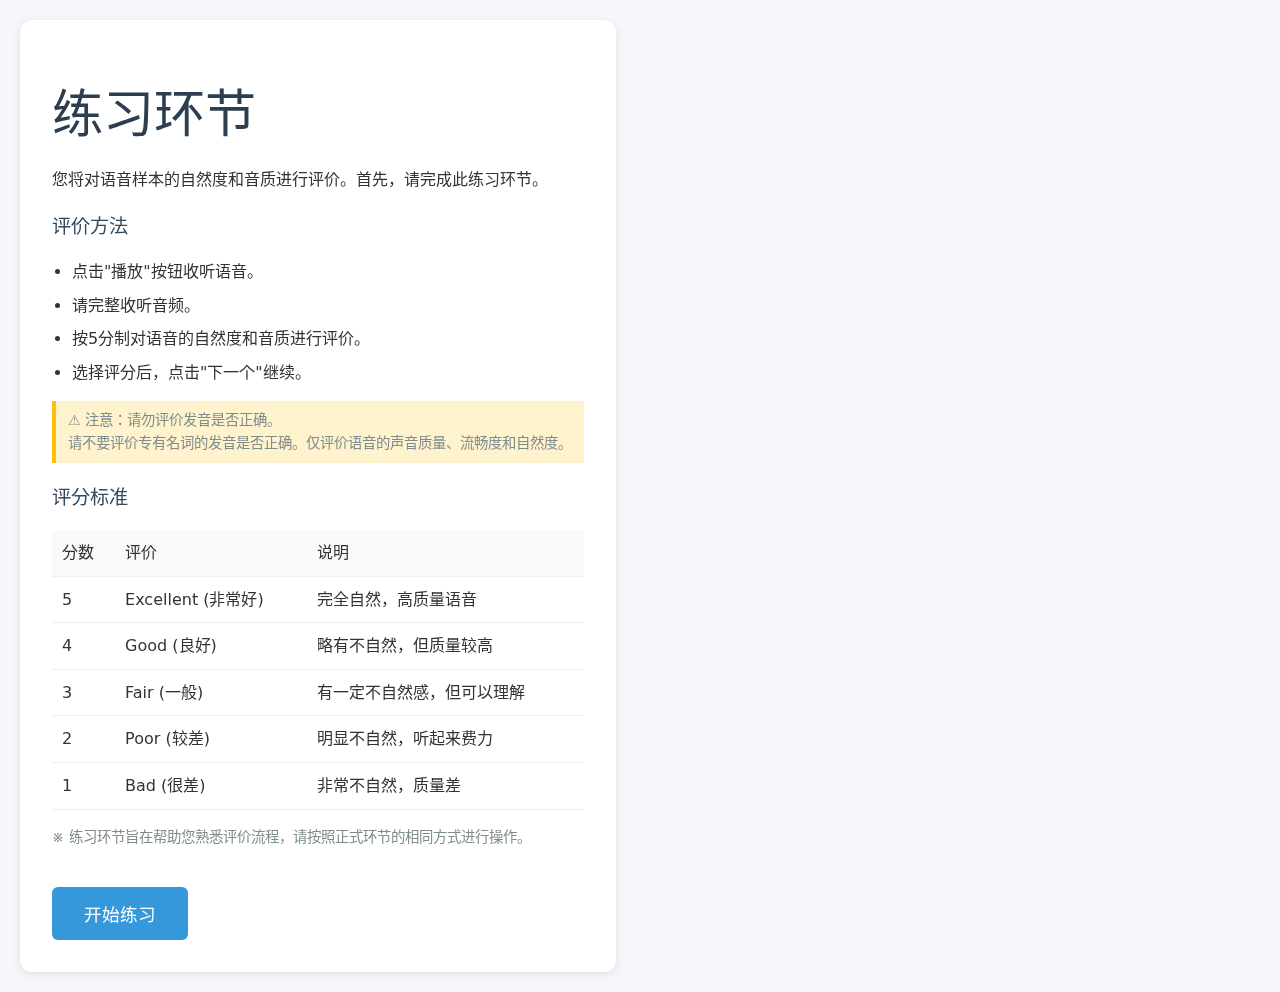 练习环节
您将对语音样本的自然度和音质进行评价。首先，请完成此练习环节。
评价方法
• 点击"播放"按钮收听语音。
• 请完整收听音频。
• 按5分制对语音的自然度和音质进行评价。
• 选择评分后，点击"下一个"继续。
⚠ 注意：请勿评价发音是否正确。
请不要评价专有名词的发音是否正确。仅评价语音的声音质量、流畅度和自然度。
评分标准
分数 评价 说明
5 Excellent (非常好) 完全自然，高质量语音
4 Good (良好) 略有不自然，但质量较高
3 Fair (一般) 有一定不自然感，但可以理解
2 Poor (较差) 明显不自然，听起来费力
1 Bad (很差) 非常不自然，质量差
※ 练习环节旨在帮助您熟悉评价流程，请按照正式环节的相同方式进行操作。
开始练习